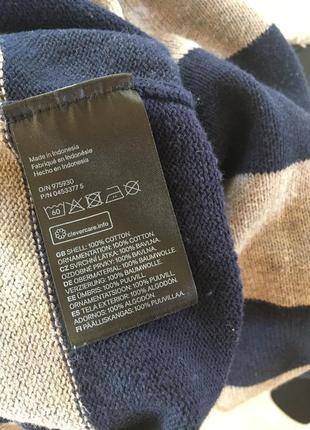 Made in Indonesia
Fabriqué en Indonésie
Hecho en Indonesia
O/N 975930
P/N 0453377 5
60
clevercare.info
GB SHELL: 100% COTTON.
ORNAMENTATION: 100% COTTON.
CZ SVRCHNÍ LÁTKA: 100% BAVLNA.
OZDOBNÉ PRVKY: 100% BAVLNA.
DE OBERMATERIAL: 100% BAUMWOLLE.
VERZIERUNG: 100% BAUMWOLLE.
EE ÜMBRIS: 100% PUUVILL.
ORNAMENTATSIOON: 100% PUUVILL.
ES TELA EXTERIOR: 100% ALGODÓN.
ADORNOS: 100% ALGODÓN.
FI PÄÄLLISKANGAS: 100% PUUVILLAA.